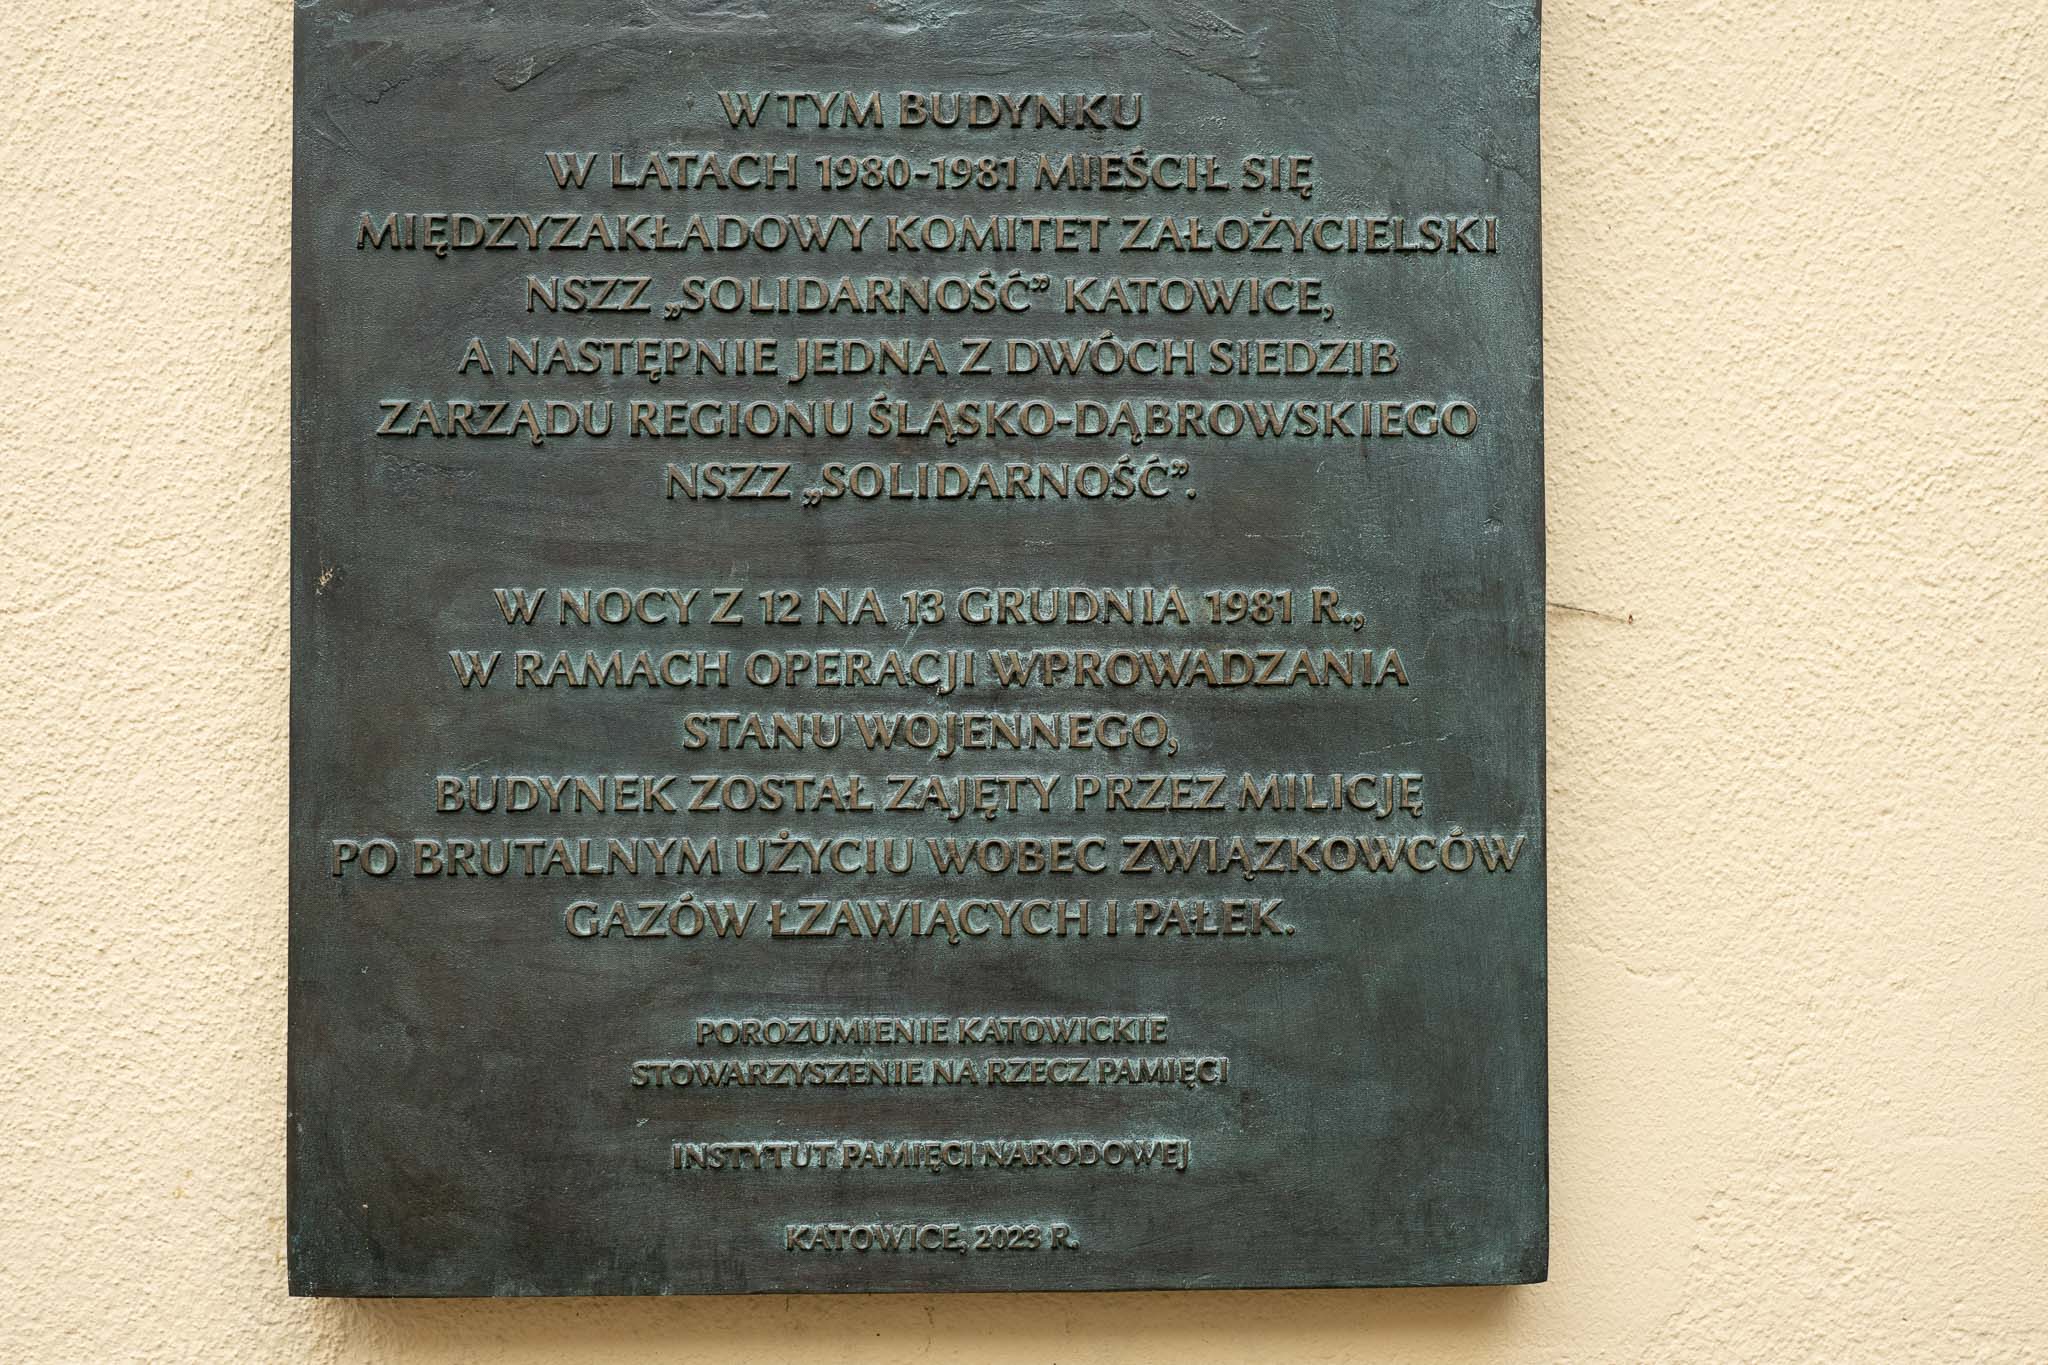 W TYM BUDYNKU
W LATACH 1980-1981 MIEŚCIŁ SIĘ
MIĘDZYZAKŁADOWY KOMITET ZAŁOŻYCIELSKI
NSZZ „SOLIDARNOŚĆ” KATOWICE,
A NASTĘPNIE JEDNA Z DWÓCH SIEDZIB
ZARZĄDU REGIONU ŚLĄSKO-DĄBROWSKIEGO
NSZZ „SOLIDARNOŚĆ”.
W NOCY Z 12 NA 13 GRUDNIA 1981 R.,
W RAMACH OPERACJI WPROWADZANIA
STANU WOJENNEGO,
BUDYNEK ZOSTAŁ ZAJĘTY PRZEZ MILICJĘ
PO BRUTALNYM UŻYCIU WOBEC ZWIĄZKOWCÓW
GAZÓW ŁZAWIĄCYCH I PAŁEK.
POROZUMIENIE KATOWICKIE
STOWARZYSZENIE NA RZECZ PAMIĘCI
INSTYTUT PAMIĘCI NARODOWEJ
KATOWICE, 2023 R.